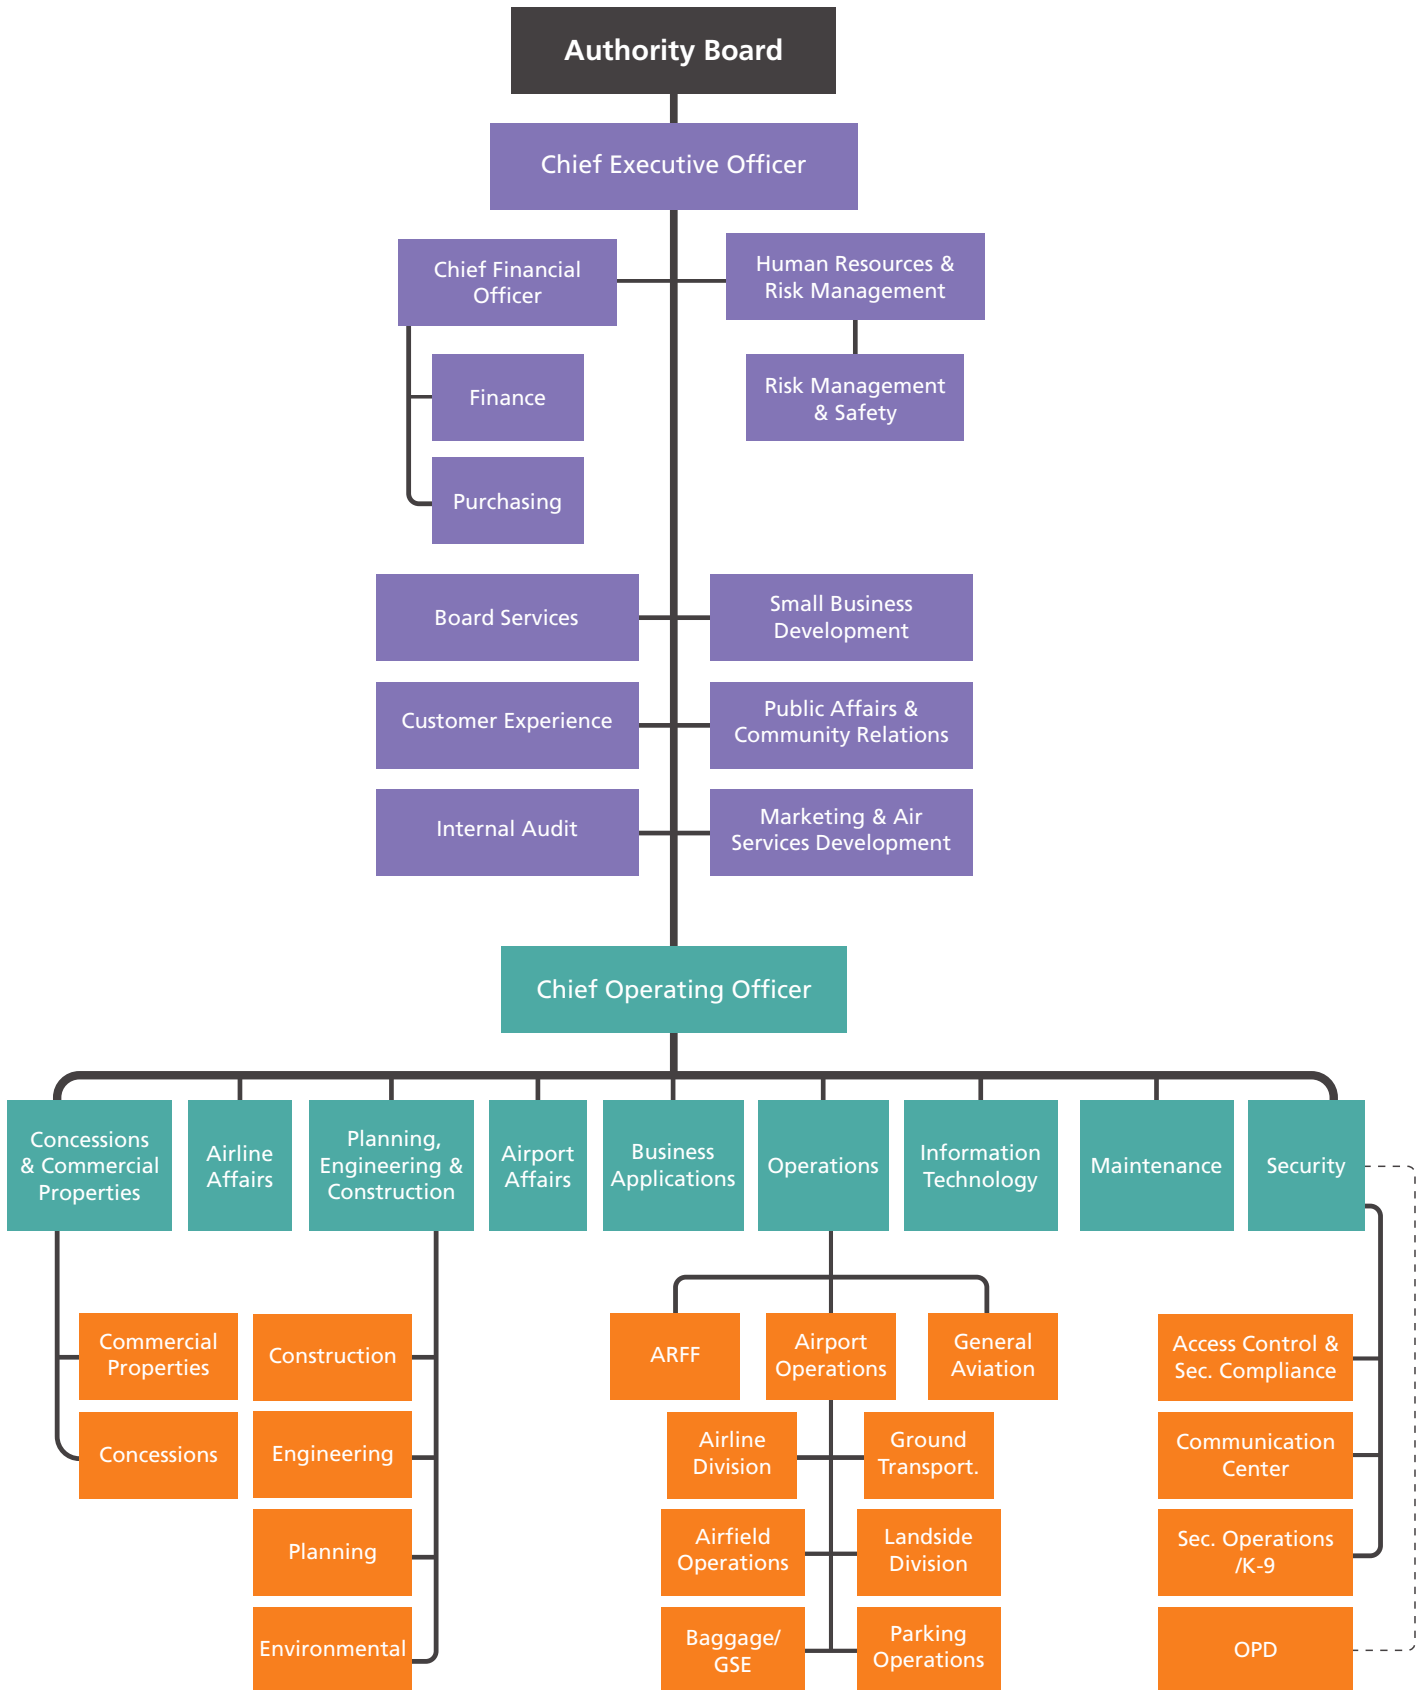 Authority Board
Chief Executive Officer
Chief Financial
Officer
Human Resources &
Risk Management
Finance
Risk Management
& Safety
Purchasing
Board Services
Small Business
Development
Customer Experience
Public Affairs &
Community Relations
Internal Audit
Marketing & Air
Services Development
Chief Operating Officer
Concessions
& Commercial
Properties
Airline
Affairs
Planning,
Engineering &
Construction
Airport
Affairs
Business
Applications
Operations
Information
Technology
Maintenance
Security
Commercial
Properties
Concessions
Construction
Engineering
Planning
Environmental
ARFF
Airport
Operations
General
Aviation
Airline
Division
Ground
Transport.
Airfield
Operations
Landside
Division
Baggage/
GSE
Parking
Operations
Access Control &
Sec. Compliance
Communication
Center
Sec. Operations
/K-9
OPD